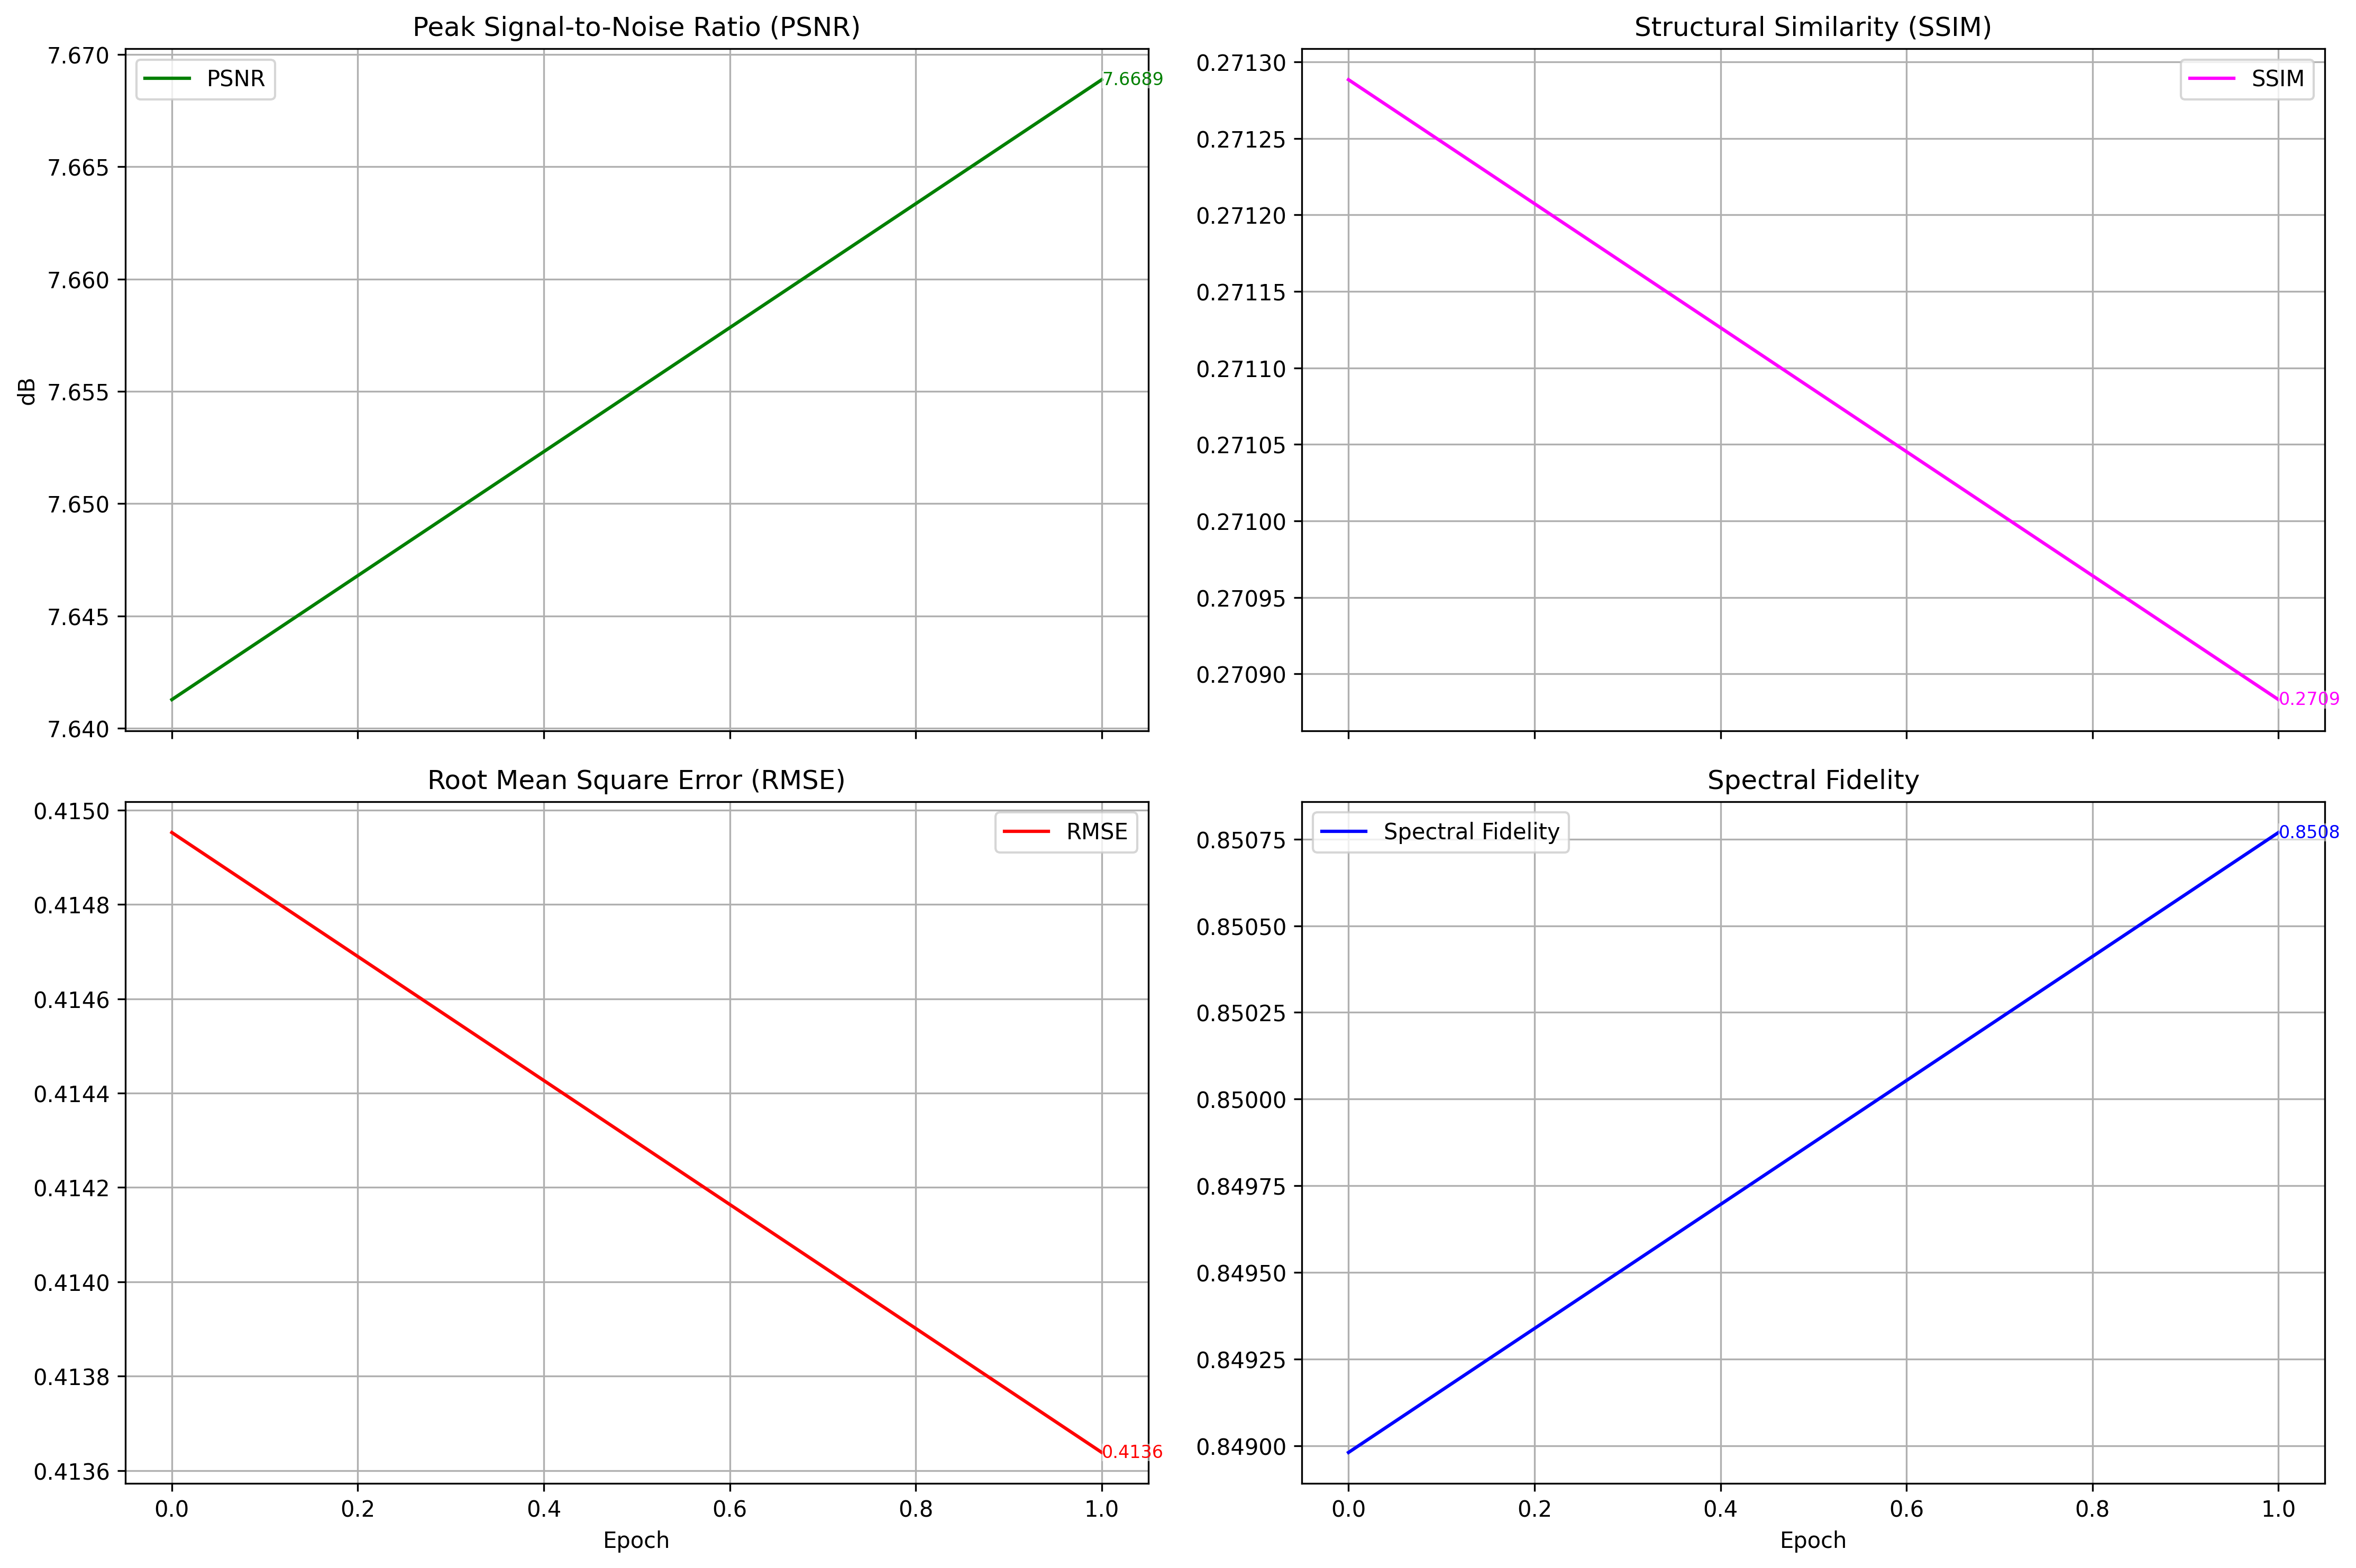 Peak Signal-to-Noise Ratio (PSNR)
PSNR
7.6689
7.670
7.665
7.660
7.655
7.650
7.645
7.640
dB
Structural Similarity (SSIM)
SSIM
0.2709
0.27130
0.27125
0.27120
0.27115
0.27110
0.27105
0.27100
0.27095
0.27090
Root Mean Square Error (RMSE)
RMSE
0.4136
0.4150
0.4148
0.4146
0.4144
0.4142
0.4140
0.4138
0.4136
0.0 0.2 0.4 0.6 0.8 1.0
Epoch
Spectral Fidelity
Spectral Fidelity
0.8508
0.85075
0.85050
0.85025
0.85000
0.84975
0.84950
0.84925
0.84900
0.0 0.2 0.4 0.6 0.8 1.0
Epoch